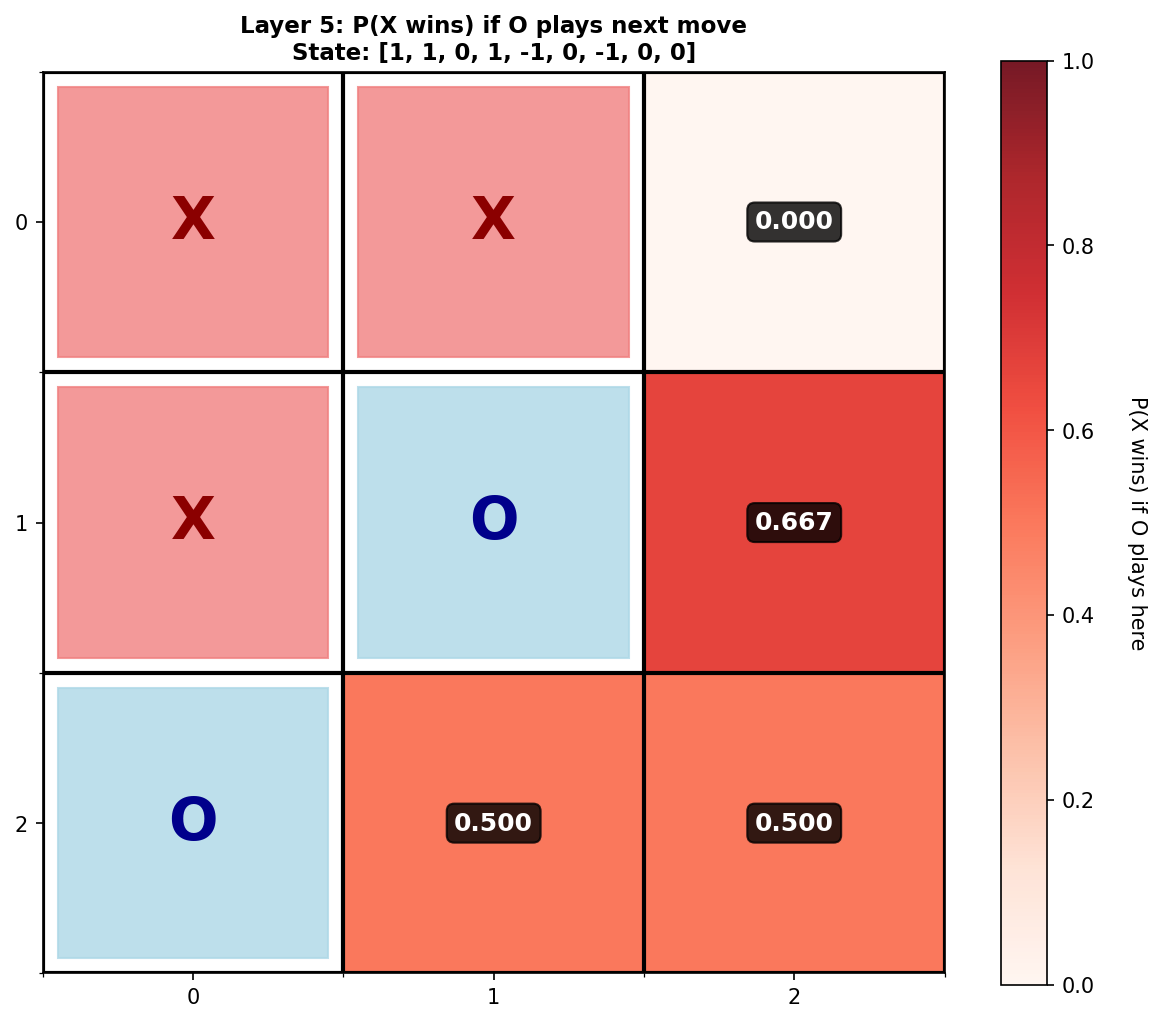 Layer 5: P(X wins) if O plays next move
State: [1, 1, 0, 1, -1, 0, -1, 0, 0]
0
X
X
0.000
1
X
O
0.667
2
O
0.500
0.500
0
1
2
1.0
0.8
0.6
0.4
0.2
0.0
P(X wins) if O plays here